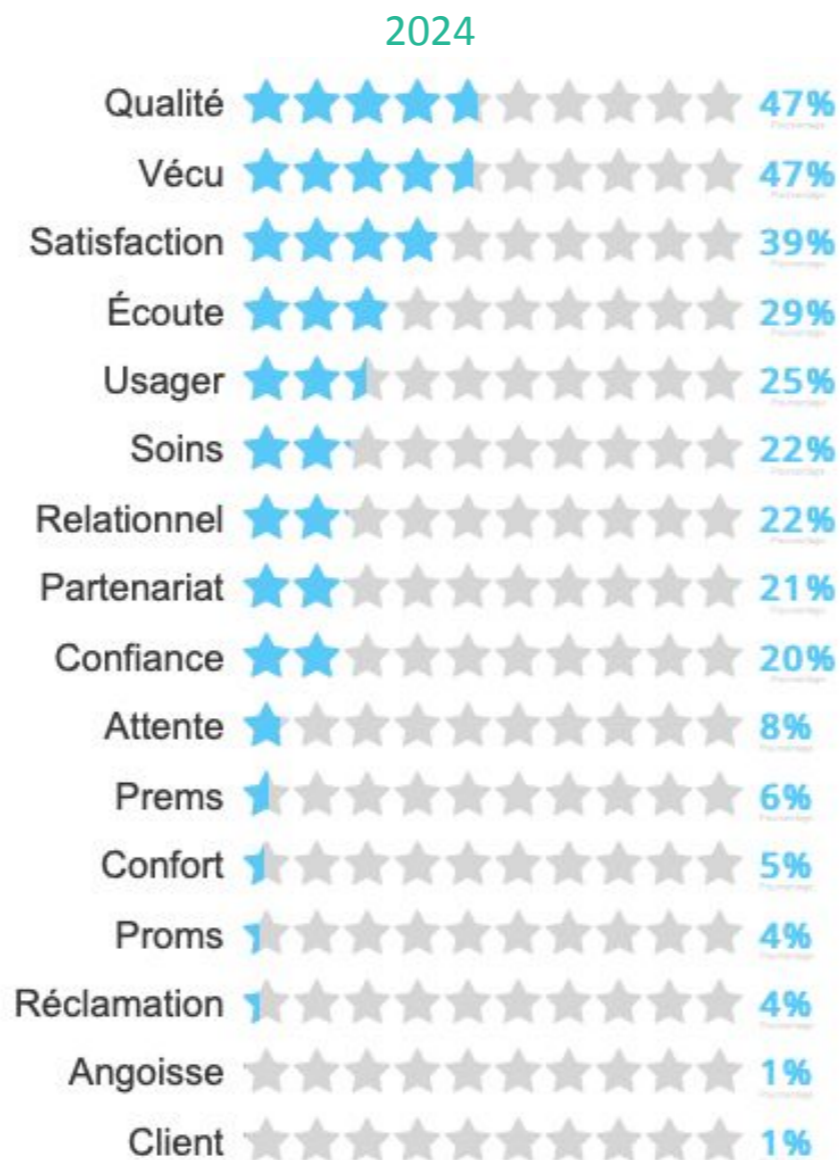 2024
Qualité 47%
Vécu 47%
Satisfaction 39%
Écoute 29%
Usager 25%
Soins 22%
Relationnel 22%
Partenariat 21%
Confiance 20%
Attente 8%
Prems 6%
Confort 5%
Proms 4%
Réclamation 4%
Angoisse 1%
Client 1%